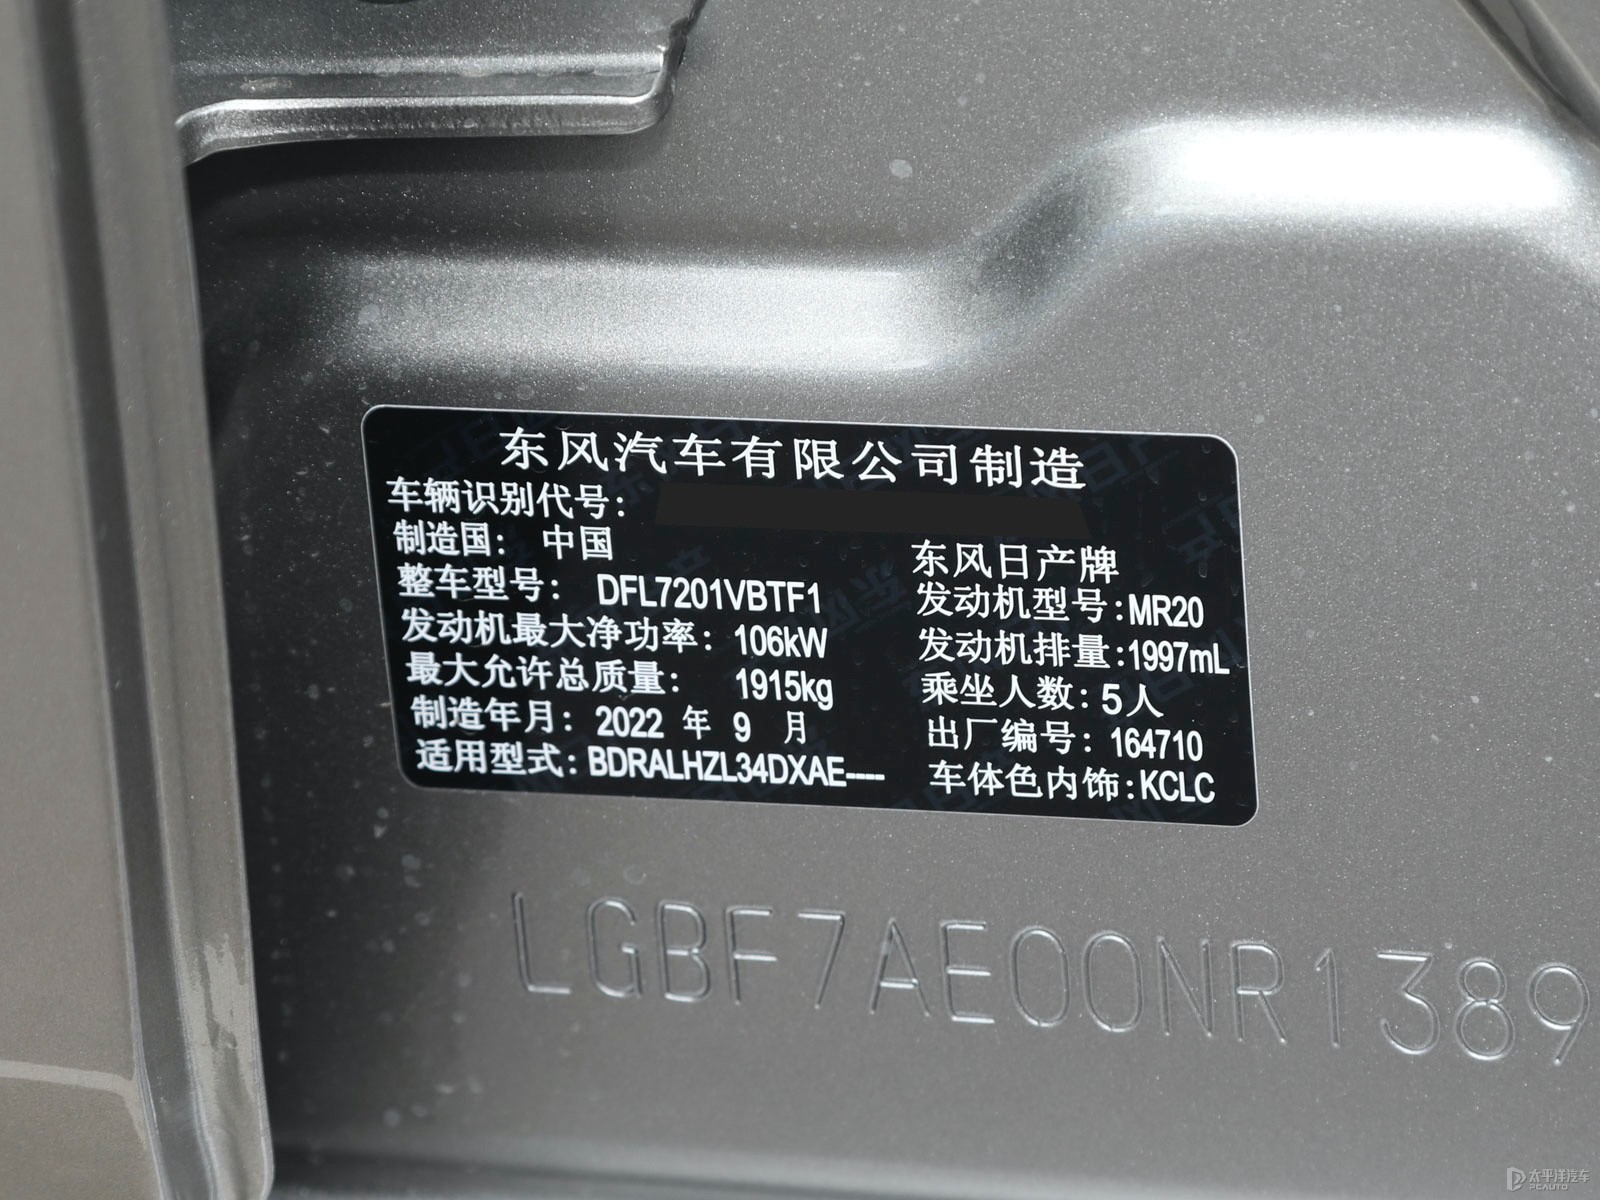 东风汽车有限公司制造
车辆识别代号：
制造国： 中国
东风日产牌
整车型号： DFL7201VBTF1
发动机型号:MR20
发动机最大净功率: 106kW
发动机排量:1997mL
最大允许总质量: 1915kg
乘坐人数: 5人
制造年月: 2022 年 9 月
出厂编号: 164710
适用型式: BDRALHZL34DXAE----
车体色内饰:KCLC
LGBF7AE00NR1389
太平洋汽车
PCAUTO